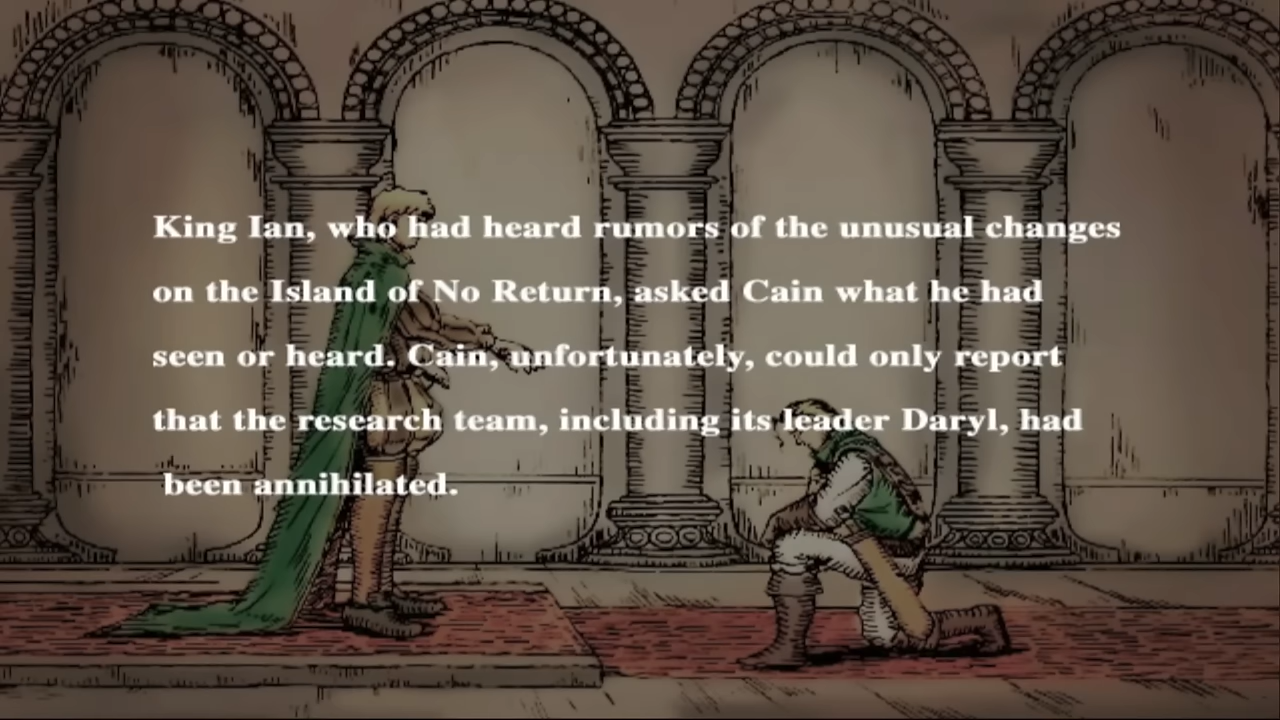 King Ian, who had heard rumors of the unusual changes
on the Island of No Return, asked Cain what he had
seen or heard. Cain, unfortunately, could only report
that the research team, including its leader Daryl, had
been annihilated.